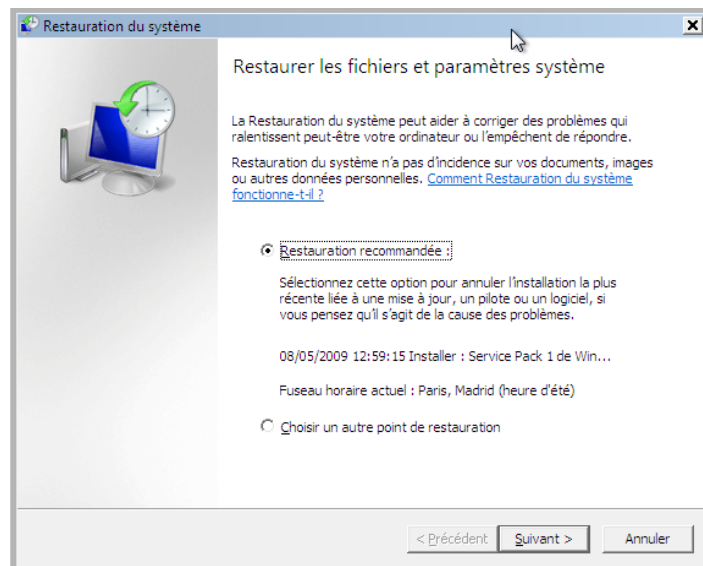 Restauration du système
Restaurer les fichiers et paramètres système
La Restauration du système peut aider à corriger des problèmes qui
ralentissent peut-être votre ordinateur ou l'empêchent de répondre.
Restauration du système n'a pas d'incidence sur vos documents, images
ou autres données personnelles. Comment Restauration du système
fonctionne-t-il ?
Restauration recommandée :
Sélectionnez cette option pour annuler l'installation la plus
récente liée à une mise à jour, un pilote ou un logiciel, si
vous pensez qu'il s'agit de la cause des problèmes.
08/05/2009 12:59:15 Installer : Service Pack 1 de Win...
Fuseau horaire actuel : Paris, Madrid (heure d'été)
Choisir un autre point de restauration
< Précédent
Suivant >
Annuler